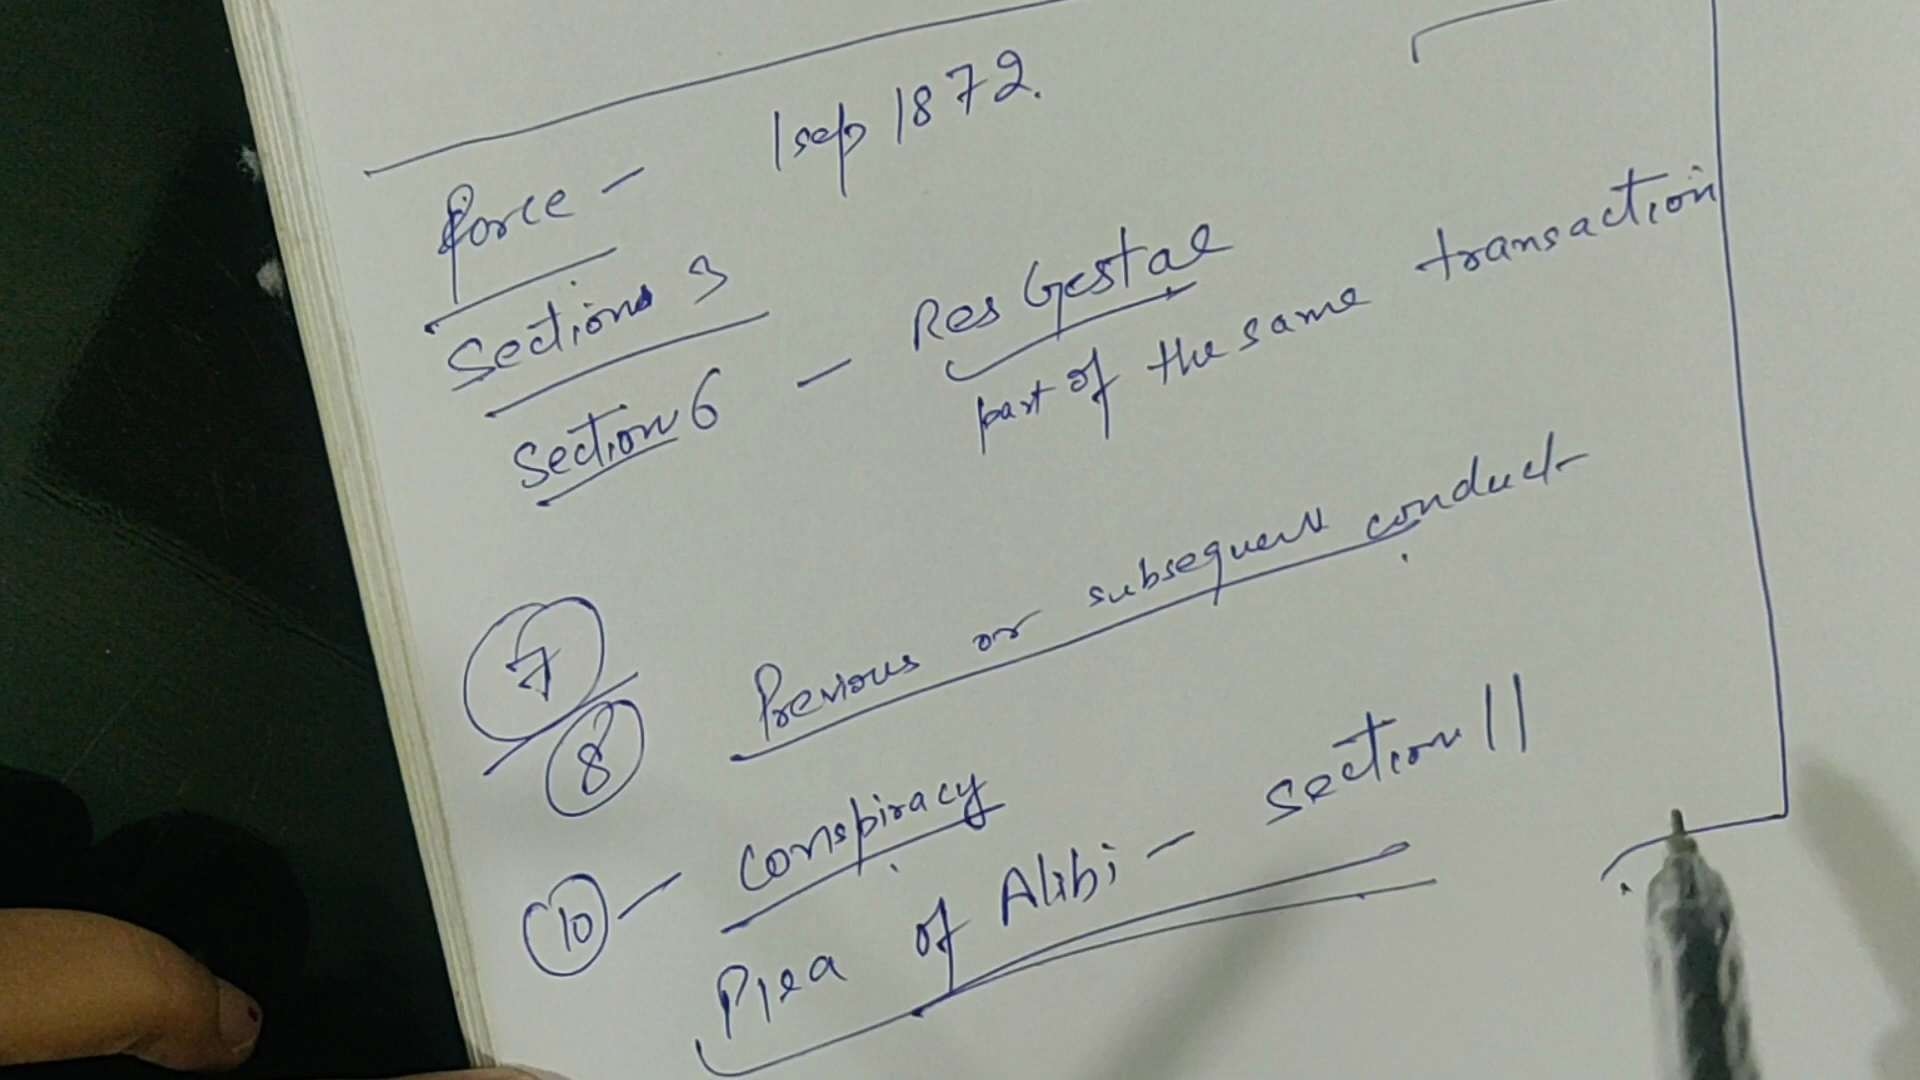 force - 1 sep 1872.
Sections 3
Section 6 - Res Gestae
part of the same transaction
7
8 Previous or subsequent conduct
10 - conspiracy
Plea of Alibi - section 11